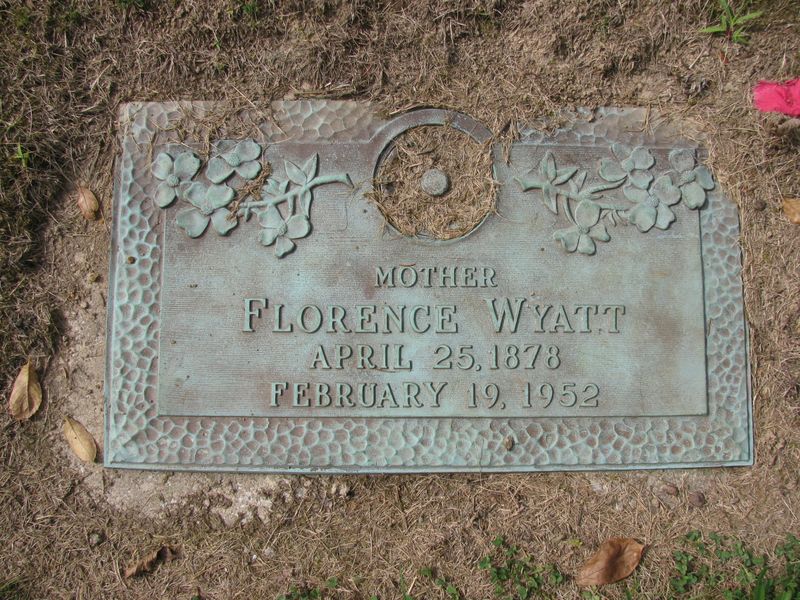 MOTHER
FLORENCE WYATT
APRIL 25, 1878
FEBRUARY 19, 1952